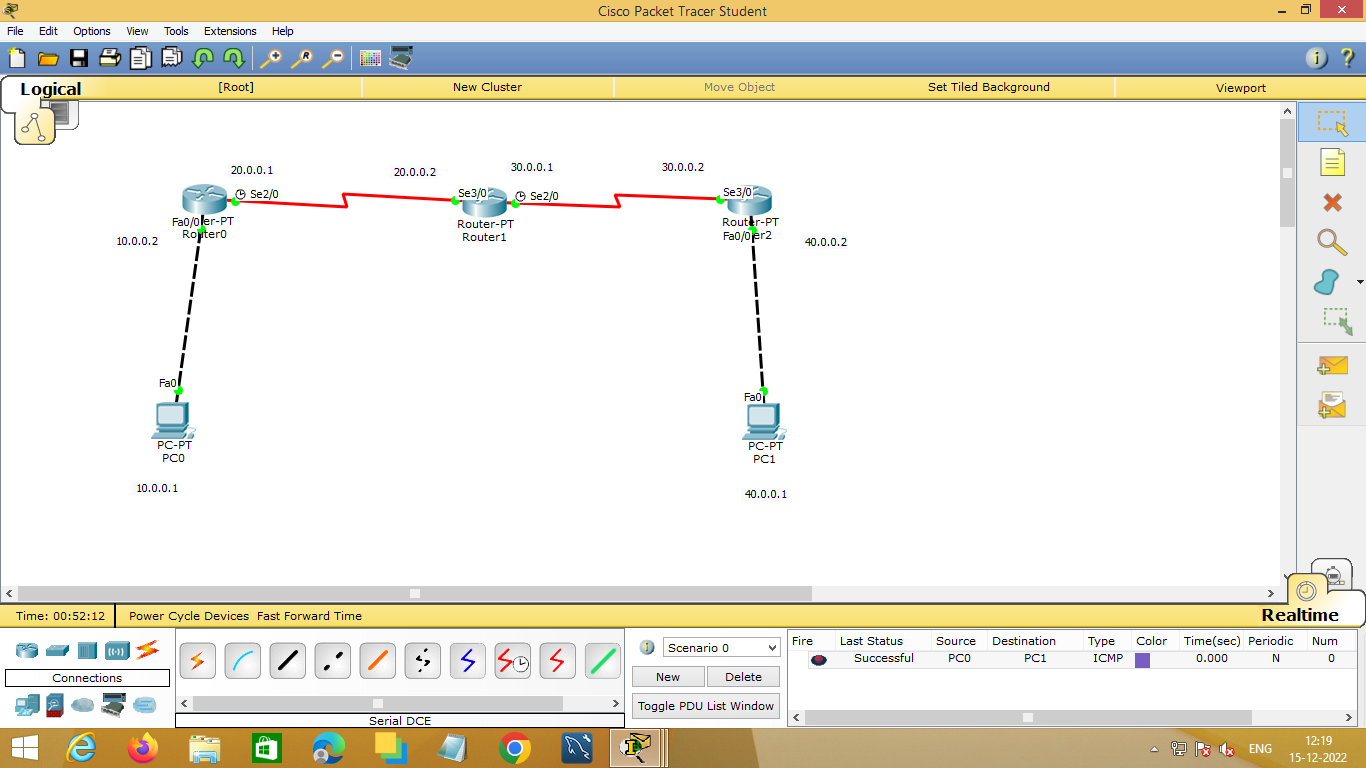 Cisco Packet Tracer Student
File Edit Options View Tools Extensions Help
Logical [Root] New Cluster Move Object Set Tiled Background Viewport
20.0.0.1 20.0.0.2 30.0.0.1 30.0.0.2
Se2/0 Se3/0 Se2/0 Se3/0
Fa0/0 er-PT Router-PT Router-PT
Router0 Router1 Fa0/0 er2
10.0.0.2 40.0.0.2
Fa0 Fa0
PC-PT PC-PT
PC0 PC1
10.0.0.1 40.0.0.1
Time: 00:52:12 Power Cycle Devices Fast Forward Time Realtime
Connections
Serial DCE
Scenario 0
New Delete
Toggle PDU List Window
Fire Last Status Source Destination Type Color Time(sec) Periodic Num
Successful PC0 PC1 ICMP 0.000 N 0
ENG 12:19
15-12-2022